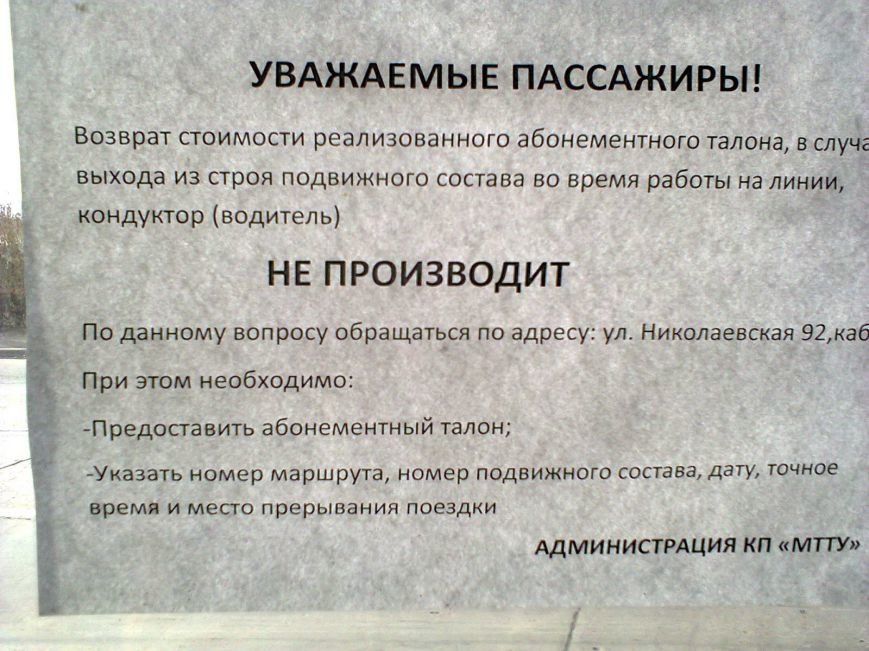 УВАЖАЕМЫЕ ПАССАЖИРЫ!
Возврат стоимости реализованного абонементного талона, в
выхода из строя подвижного состава во время работы на линии,
кондуктор (водитель)
НЕ ПРОИЗВОДИТ
По данному вопросу обращаться по адресу: ул. Николаевская 92,каб
При этом необходимо:
-Предоставить абонементный талон;
-Указать номер маршрута, номер подвижного состава, дату, точное
время и место прерывания поездки
АДМИНИСТРАЦИЯ КП «МТТУ»